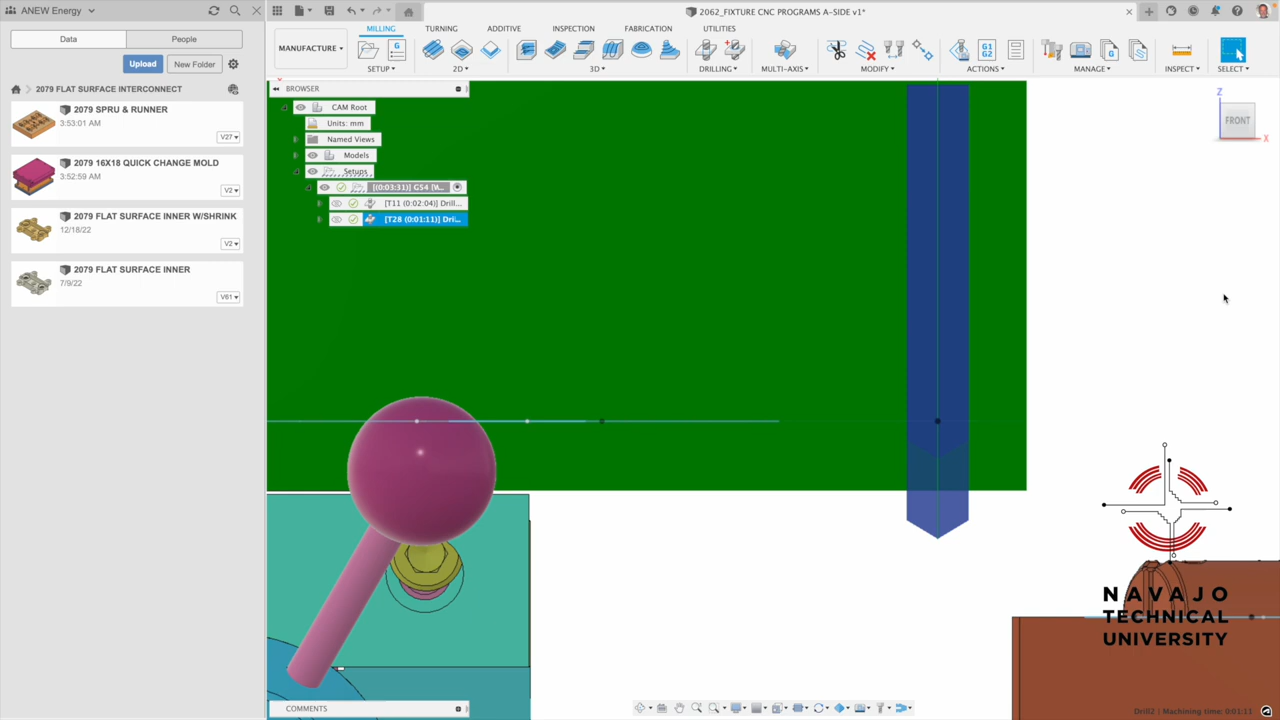 ANEW Energy
2062_FIXTURE CNC PROGRAMS A-SIDE v1*
Data
People
Upload
New Folder
2079 FLAT SURFACE INTERCONNECT
2079 SPRU & RUNNER
3:53:01 AM
V27
2079 16X18 QUICK CHANGE MOLD
3:52:59 AM
V2
2079 FLAT SURFACE INNER W/SHRINK
12/18/22
V2
2079 FLAT SURFACE INNER
7/9/22
V61
MILLING
TURNING
ADDITIVE
INSPECTION
FABRICATION
UTILITIES
MANUFACTURE
G
G1
G2
G
SETUP
2D
3D
DRILLING
MULTI-AXIS
MODIFY
ACTIONS
MANAGE
INSPECT
SELECT
BROWSER
CAM Root
Units: mm
Named Views
Models
Setups
[(0:03:31)] G54 [W...
[T11 (0:02:04)] Drill...
[T28 (0:01:11)] Dri...
Z
FRONT
X
NAVAJO
TECHNICAL
UNIVERSITY
COMMENTS
Drill2 | Machining time: 0:01:11